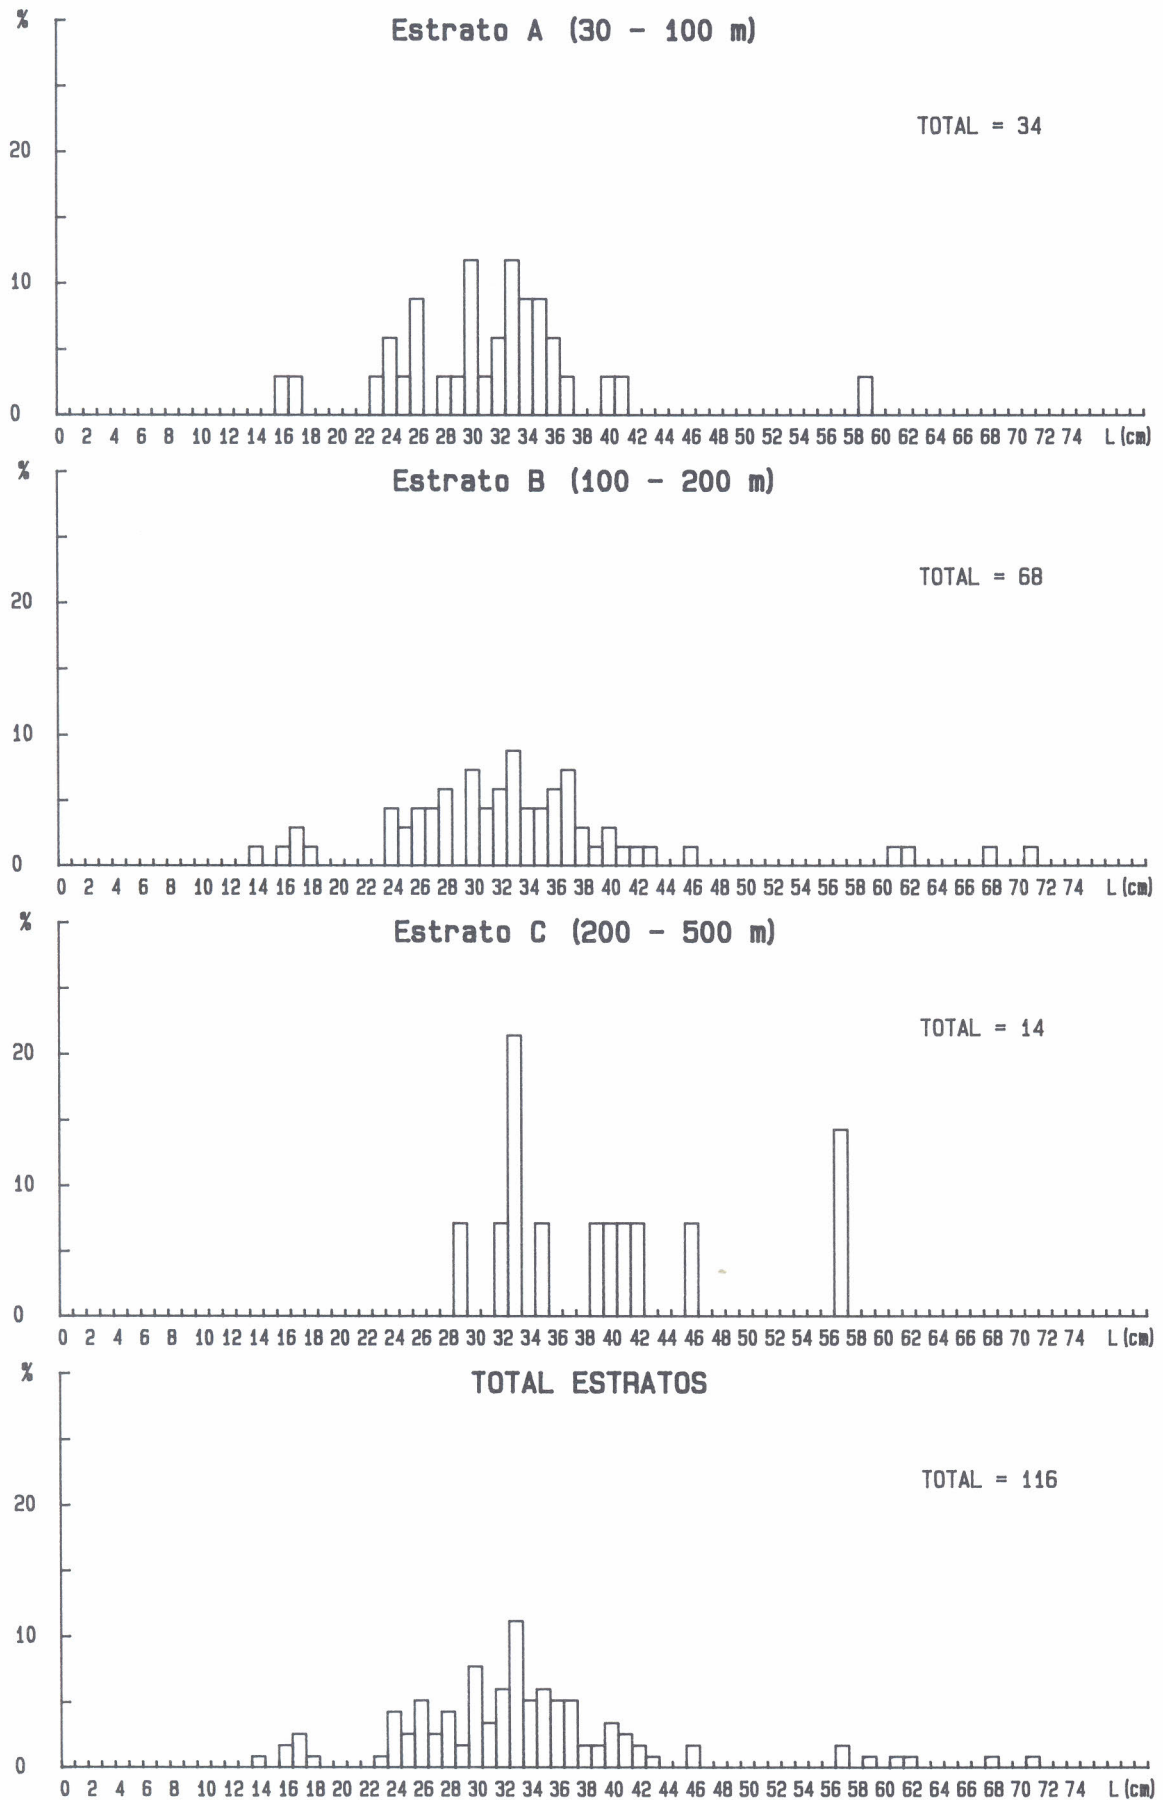 %
Estrato A (30 - 100 m)
TOTAL = 34
20
10
0
0 2 4 6 8 10 12 14 16 18 20 22 24 26 28 30 32 34 36 38 40 42 44 46 48 50 52 54 56 58 60 62 64 66 68 70 72 74 L (cm)
%
Estrato B (100 - 200 m)
TOTAL = 68
20
10
0
0 2 4 6 8 10 12 14 16 18 20 22 24 26 28 30 32 34 36 38 40 42 44 46 48 50 52 54 56 58 60 62 64 66 68 70 72 74 L (cm)
%
Estrato C (200 - 500 m)
TOTAL = 14
20
10
0
0 2 4 6 8 10 12 14 16 18 20 22 24 26 28 30 32 34 36 38 40 42 44 46 48 50 52 54 56 58 60 62 64 66 68 70 72 74 L (cm)
%
TOTAL ESTRATOS
TOTAL = 116
20
10
0
0 2 4 6 8 10 12 14 16 18 20 22 24 26 28 30 32 34 36 38 40 42 44 46 48 50 52 54 56 58 60 62 64 66 68 70 72 74 L (cm)